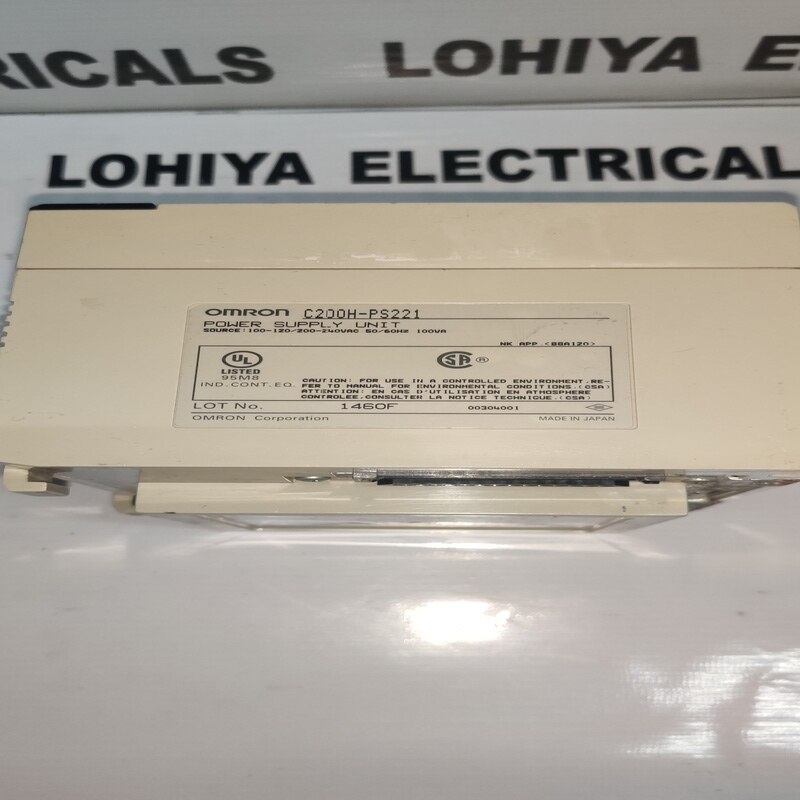 RICALS LOHIYA E
LOHIYA ELECTRICAL
OMRON C200H-PS221
POWER SUPPLY UNIT
SOURCE:100-120/200-240VAC 50/60HZ 100VA
NK APP.<88A120>
UL
LISTED
95M8
IND.CONT.EQ.
SA ®
CAUTION: FOR USE IN A CONTROLLED ENVIRONMENT.RE-
FER TO MANUAL FOR ENVIRONMENTAL CONDITIONS.(CSA)
ATTENTION: EN CAS D'UTILISATION EN ATMOSPHERE
CONTROLEE,CONSULTER LA NOTICE TECHNIQUE.(CSA)
LOT No. 1460F 00304001
OMRON Corporation MADE IN JAPAN